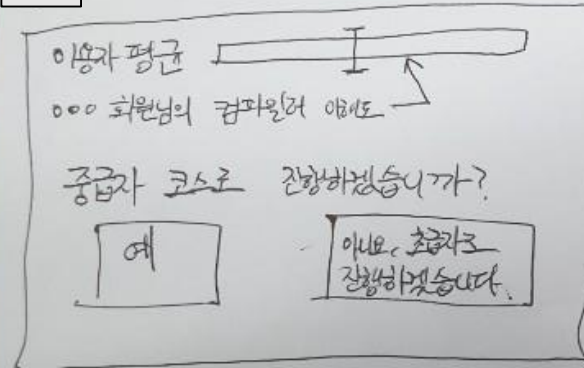 이용자 평균
ooo 회원님의 컴파일러 이해도
중급자 코스로 진행하겠습니까?
예
아니요, 초급자로
진행하겠습니다.